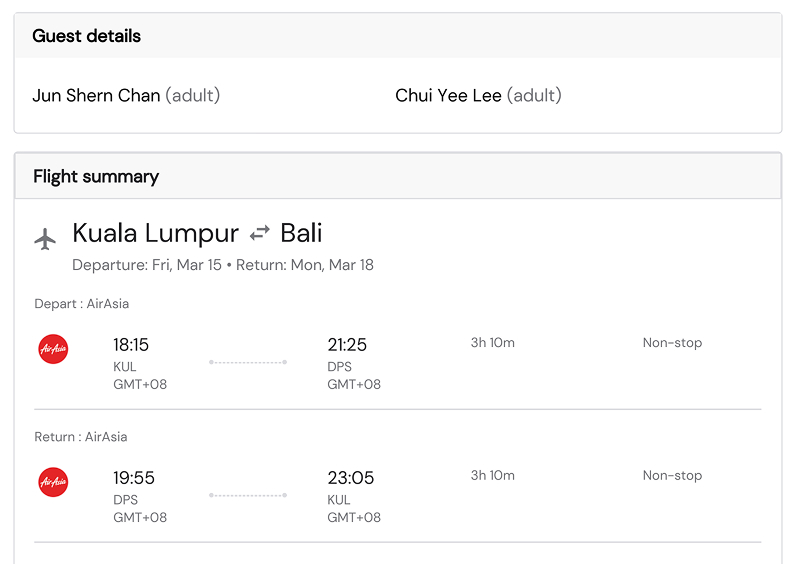 Guest details
Jun Shern Chan (adult) Chui Yee Lee (adult)
Flight summary
Kuala Lumpur ⇄ Bali
Departure: Fri, Mar 15 • Return: Mon, Mar 18
Depart : AirAsia
AirAsia 18:15 21:25 3h 10m Non-stop
KUL DPS
GMT+08 GMT+08
Return : AirAsia
AirAsia 19:55 23:05 3h 10m Non-stop
DPS KUL
GMT+08 GMT+08